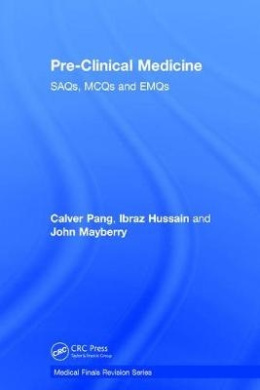 Pre-Clinical Medicine
SAQs, MCQs and EMQs
Calver Pang, Ibraz Hussain and
John Mayberry
CRC
CRC Press
Taylor & Francis Group
Medical Finals Revision Series